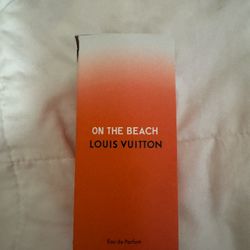 ON THE BEACH
LOUIS VUITTON
Eau de Parfum